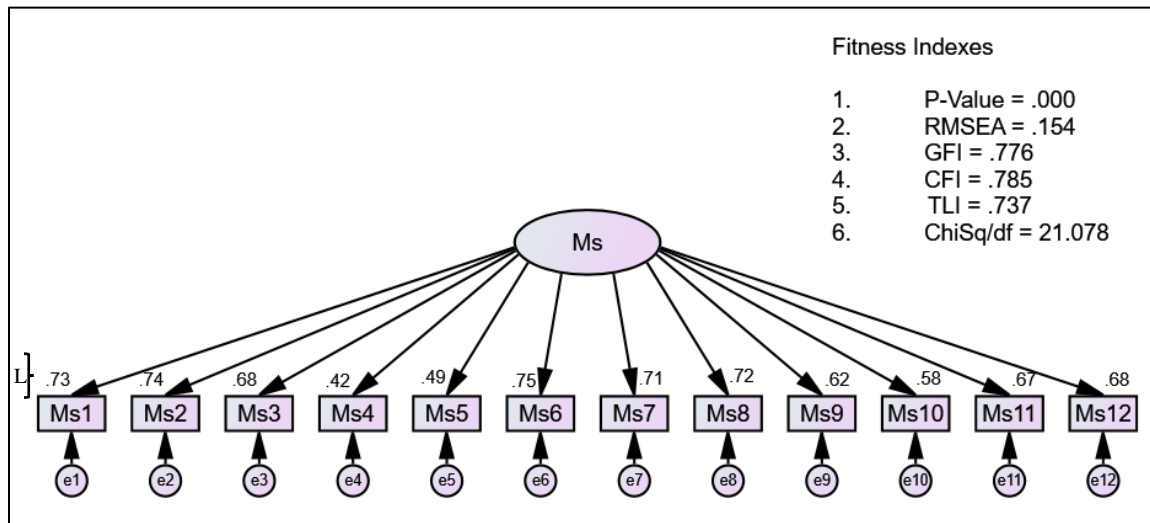 Fitness Indexes
1. P-Value = .000
2. RMSEA = .154
3. GFI = .776
4. CFI = .785
5. TLI = .737
6. ChiSq/df = 21.078
Ms
L
.73 .74 .68 .42 .49 .75 .71 .72 .62 .58 .67 .68
Ms1 Ms2 Ms3 Ms4 Ms5 Ms6 Ms7 Ms8 Ms9 Ms10 Ms11 Ms12
e1 e2 e3 e4 e5 e6 e7 e8 e9 e10 e11 e12